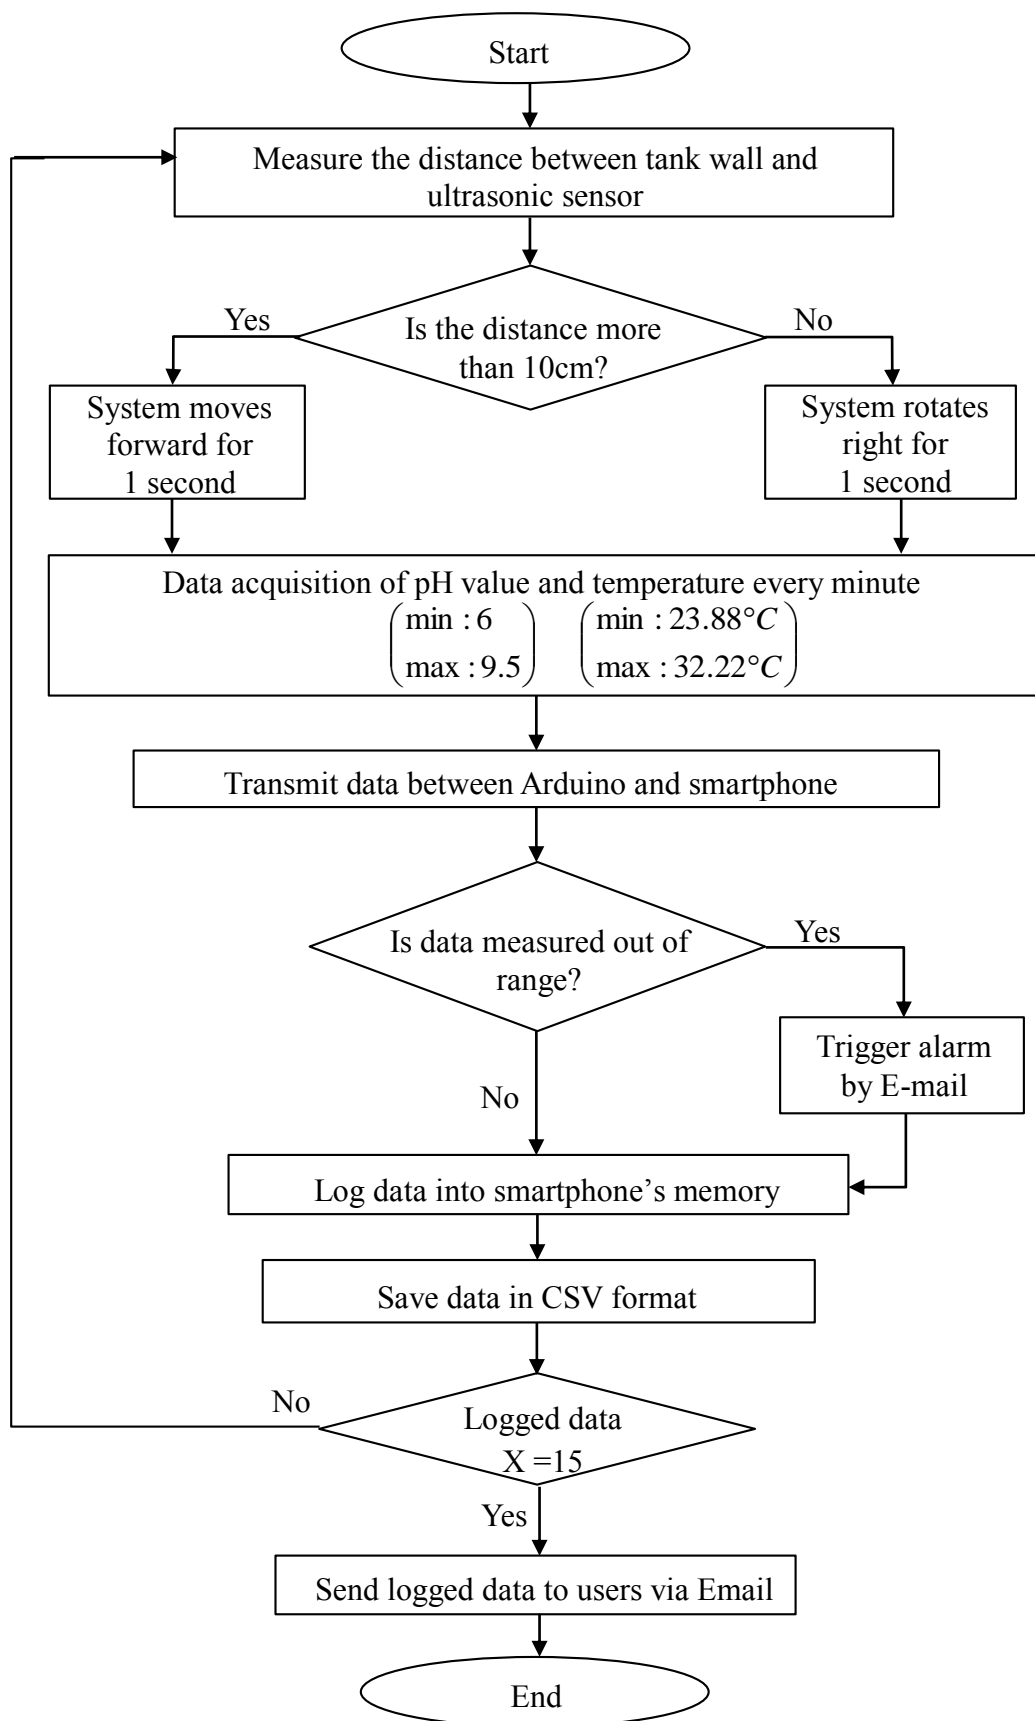 Start
Measure the distance between tank wall and
ultrasonic sensor
Yes
Is the distance more
than 10cm?
No
System moves
forward for
1 second
System rotates
right for
1 second
Data acquisition of pH value and temperature every minute
min : 6
max : 9.5
min : 23.88°C
max : 32.22°C
Transmit data between Arduino and smartphone
Is data measured out of
range?
Yes
Trigger alarm
by E-mail
No
Log data into smartphone’s memory
Save data in CSV format
No
Logged data
X =15
Yes
Send logged data to users via Email
End